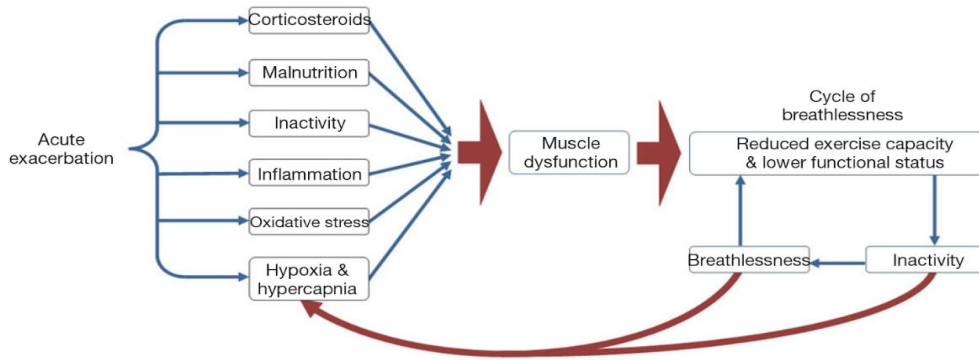 Acute
exacerbation
Corticosteroids
Malnutrition
Inactivity
Inflammation
Oxidative stress
Hypoxia &
hypercapnia
Muscle
dysfunction
Cycle of
breathlessness
Reduced exercise capacity
& lower functional status
Breathlessness
Inactivity